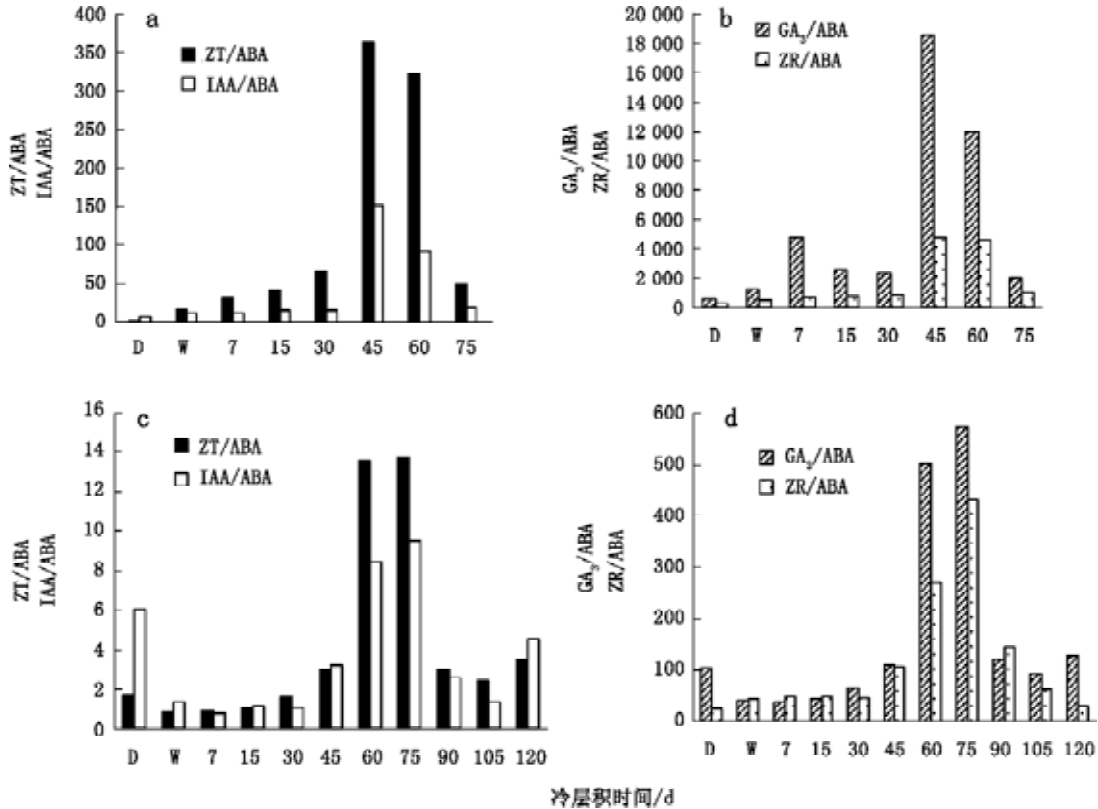 a
400
350
300
250
200
150
100
50
0
ZT/ABA
IAA/ABA
ZT/ABA
IAA/ABA
D W 7 15 30 45 60 75
b
20 000
18 000
16 000
14 000
12 000
10 000
8 000
6 000
4 000
2 000
0
GA₃/ABA
ZR/ABA
GA₃/ABA
ZR/ABA
D W 7 15 30 45 60 75
c
16
14
12
10
8
6
4
2
0
ZT/ABA
IAA/ABA
ZT/ABA
IAA/ABA
D W 7 15 30 45 60 75 90 105 120
d
600
500
400
300
200
100
0
GA₃/ABA
ZR/ABA
GA₃/ABA
ZR/ABA
D W 7 15 30 45 60 75 90 105 120
冷层积时间/d